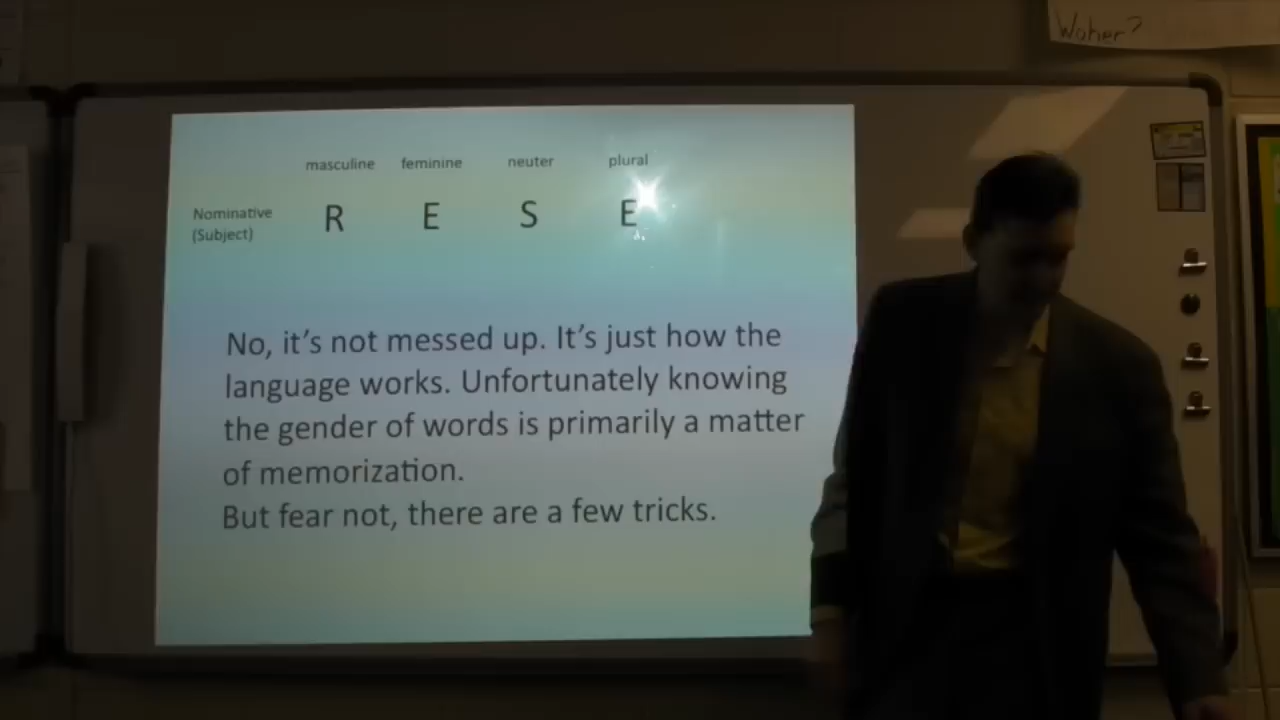 Woher?
masculine feminine neuter plural
Nominative R E S E
(Subject)
No, it's not messed up. It's just how the
language works. Unfortunately knowing
the gender of words is primarily a matter
of memorization.
But fear not, there are a few tricks.